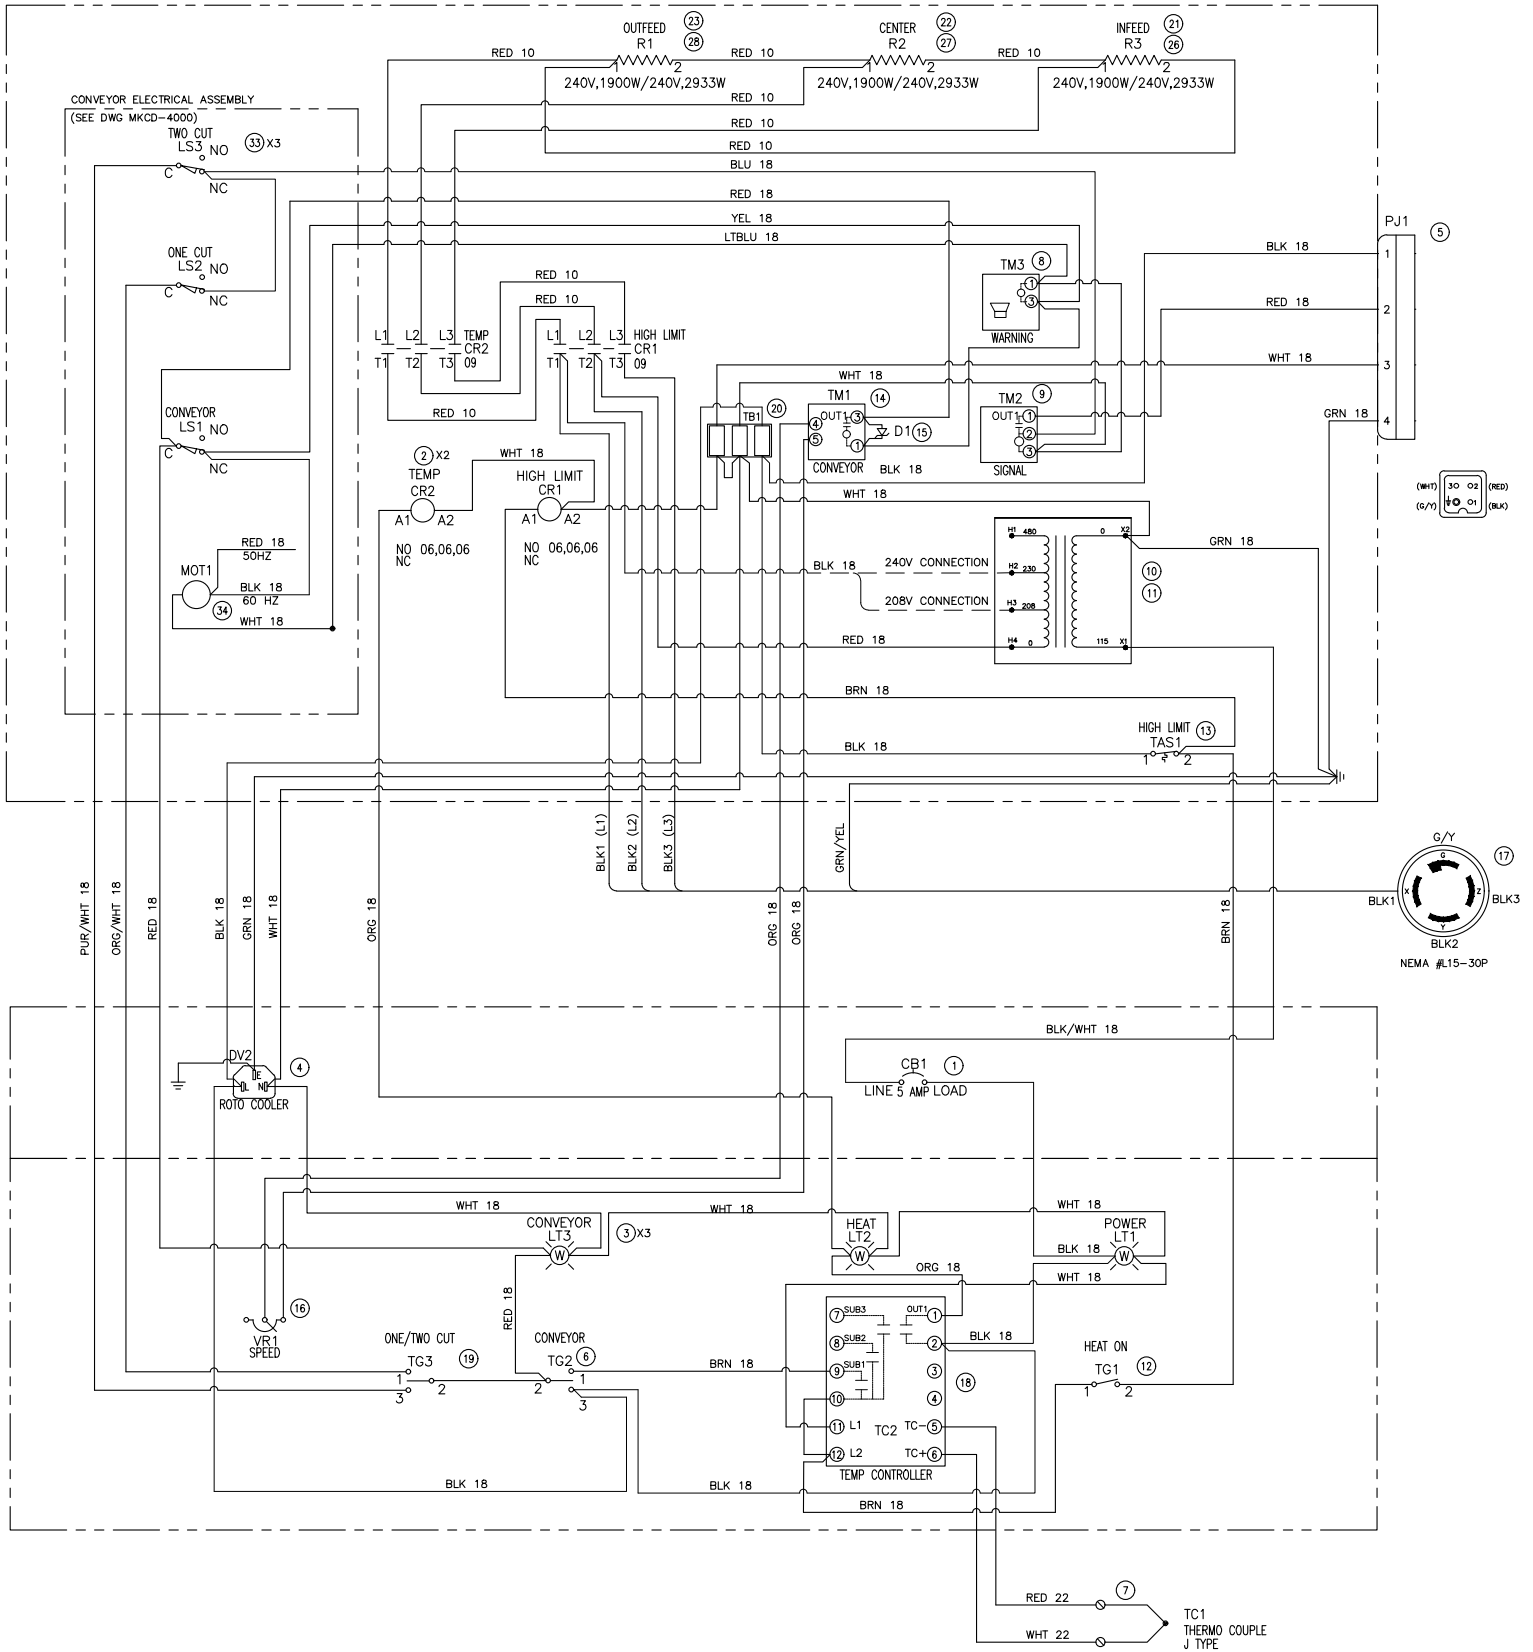 OUTFEED
R1
23
28
CENTER
R2
22
27
INFEED
R3
21
26
RED 10
RED 10
RED 10
1 2
1 2
1 2
240V,1900W/240V,2933W
240V,1900W/240V,2933W
240V,1900W/240V,2933W
RED 10
RED 10
RED 10
CONVEYOR ELECTRICAL ASSEMBLY
(SEE DWG MKCD-4000)
TWO CUT
LS3 NO
33 X3
C
NC
BLU 18
RED 18
YEL 18
LTBLU 18
PJ1
5
1
2
3
4
BLK 18
RED 18
WHT 18
GRN 18
ONE CUT
LS2 NO
C
NC
TM3 8
1
3
WARNING
RED 10
RED 10
L1 L2 L3 TEMP
CR2
T1 T2 T3 09
L1 L2 L3 HIGH LIMIT
CR1
T1 T2 T3 09
RED 10
WHT 18
TM1 14
OUT1 3
4
5
1
CONVEYOR
D1 15
BLK 18
TB1 20
TM2 9
OUT1 1
2
3
SIGNAL
CONVEYOR
LS1 NO
C
NC
2 X2
TEMP
CR2
A1 A2
WHT 18
HIGH LIMIT
CR1
A1 A2
NO 06,06,06
NC
NO 06,06,06
NC
WHT 18
(WHT) 3 2 (RED)
(G/Y) 1 (BLK)
RED 18
50HZ
MOT1
BLK 18
60 HZ
34
WHT 18
BLK 18
240V CONNECTION
208V CONNECTION
RED 18
H1 480
H2 230
H3 208
H4 0
0 X2
115 X1
GRN 18
10
11
BRN 18
HIGH LIMIT
13
TAS1
1 2
BLK 18
BLK1 (L1)
BLK2 (L2)
BLK3 (L3)
GRN/YEL
G/Y
17
G
X
Z
Y
BLK1
BLK3
BLK2
NEMA #L15-30P
PUR/WHT 18
ORG/WHT 18
RED 18
BLK 18
GRN 18
WHT 18
ORG 18
ORG 18
ORG 18
BRN 18
BLK/WHT 18
DV2
E
L N
4
ROTO COOLER
CB1 1
LINE 5 AMP LOAD
WHT 18
WHT 18
WHT 18
CONVEYOR
LT3
W
3 X3
HEAT
LT2
W
POWER
LT1
W
BLK 18
WHT 18
ORG 18
RED 18
16
VR1
SPEED
ONE/TWO CUT
TG3 19
1
2
3
CONVEYOR
TG2 6
1
2
3
BRN 18
7 SUB3
8 SUB2
9 SUB1
10
11 L1
12 L2
OUT1 1
2
3
4
TC- 5
TC+ 6
TC2
TEMP CONTROLLER
18
BLK 18
HEAT ON
TG1 12
1 2
BLK 18
BLK 18
BRN 18
7
RED 22
WHT 22
TC1
THERMO COUPLE
J TYPE